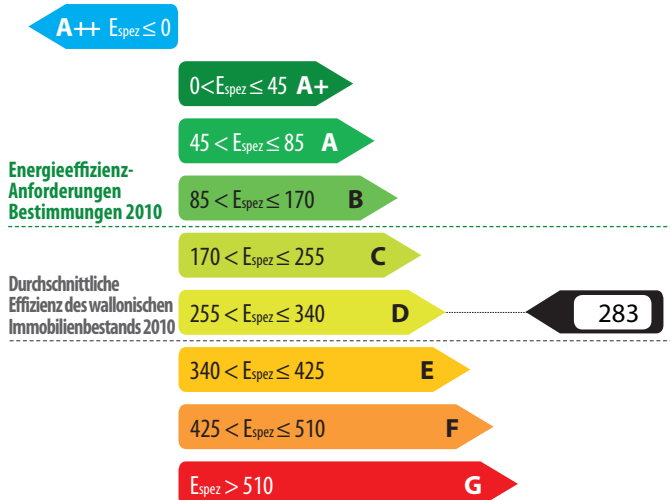 A++ Espez ≤ 0
0<Espez ≤ 45 A+
45 < Espez ≤ 85 A
Energieeffizienz-
Anforderungen
Bestimmungen 2010
85 < Espez ≤ 170 B
170 < Espez ≤ 255 C
Durchschnittliche
Effizienz des wallonischen
Immobilienbestands 2010
255 < Espez ≤ 340 D
283
340 < Espez ≤ 425 E
425 < Espez ≤ 510 F
Espez > 510 G